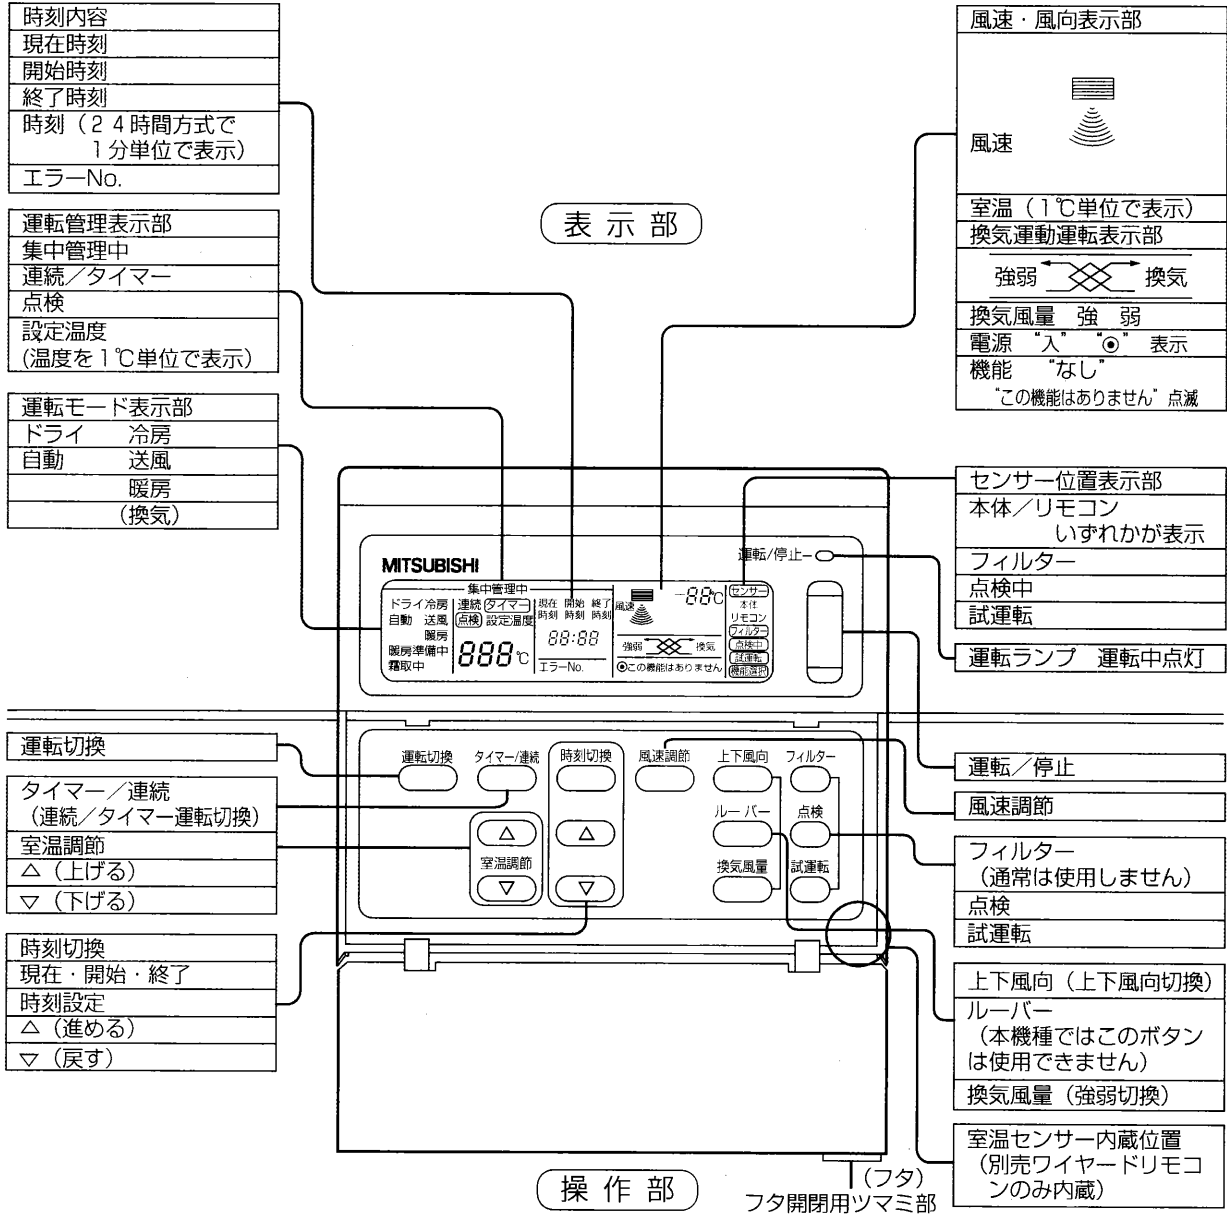 時刻内容
現在時刻
開始時刻
終了時刻
時刻（２４時間方式で
１分単位で表示）
エラーNo.
運転管理表示部
集中管理中
連続／タイマー
点検
設定温度
(温度を１℃単位で表示)
運転モード表示部
ドライ 冷房
自動 送風
暖房
(換気)
表示部
風速・風向表示部
風速
室温（１℃単位で表示）
換気運動運転表示部
強弱 換気
換気風量 強 弱
電源 “入” “◉” 表示
機能 “なし”
“この機能はありません” 点滅
センサー位置表示部
本体／リモコン
いずれかが表示
フィルター
点検中
試運転
運転ランプ 運転中点灯
MITSUBISHI
運転/停止
集中管理中
ドライ 冷房
自動 送風
暖房
暖房準備中
霜取中
連続 タイマー
点検 設定温度
888℃
現在 開始 終了
時刻 時刻 時刻
88:88
エラーNo.
風速
-88℃
強弱 換気
◉この機能はありません
センサー
本体
リモコン
フィルター
点検中
試運転
機能選択
運転切換
タイマー／連続
（連続／タイマー運転切換）
室温調節
△（上げる）
▽（下げる）
時刻切換
現在・開始・終了
時刻設定
△（進める）
▽（戻す）
運転切換
タイマー/連続
時刻切換
風速調節
上下風向
フィルター
△
△
ルーバー
点検
室温調節
▽
▽
換気風量
試運転
運転／停止
風速調節
フィルター
（通常は使用しません）
点検
試運転
上下風向（上下風向切換）
ルーバー
（本機種ではこのボタン
は使用できません）
換気風量（強弱切換）
室温センサー内蔵位置
（別売ワイヤードリモコ
ンのみ内蔵）
操作部
(フタ)
フタ開閉用ツマミ部